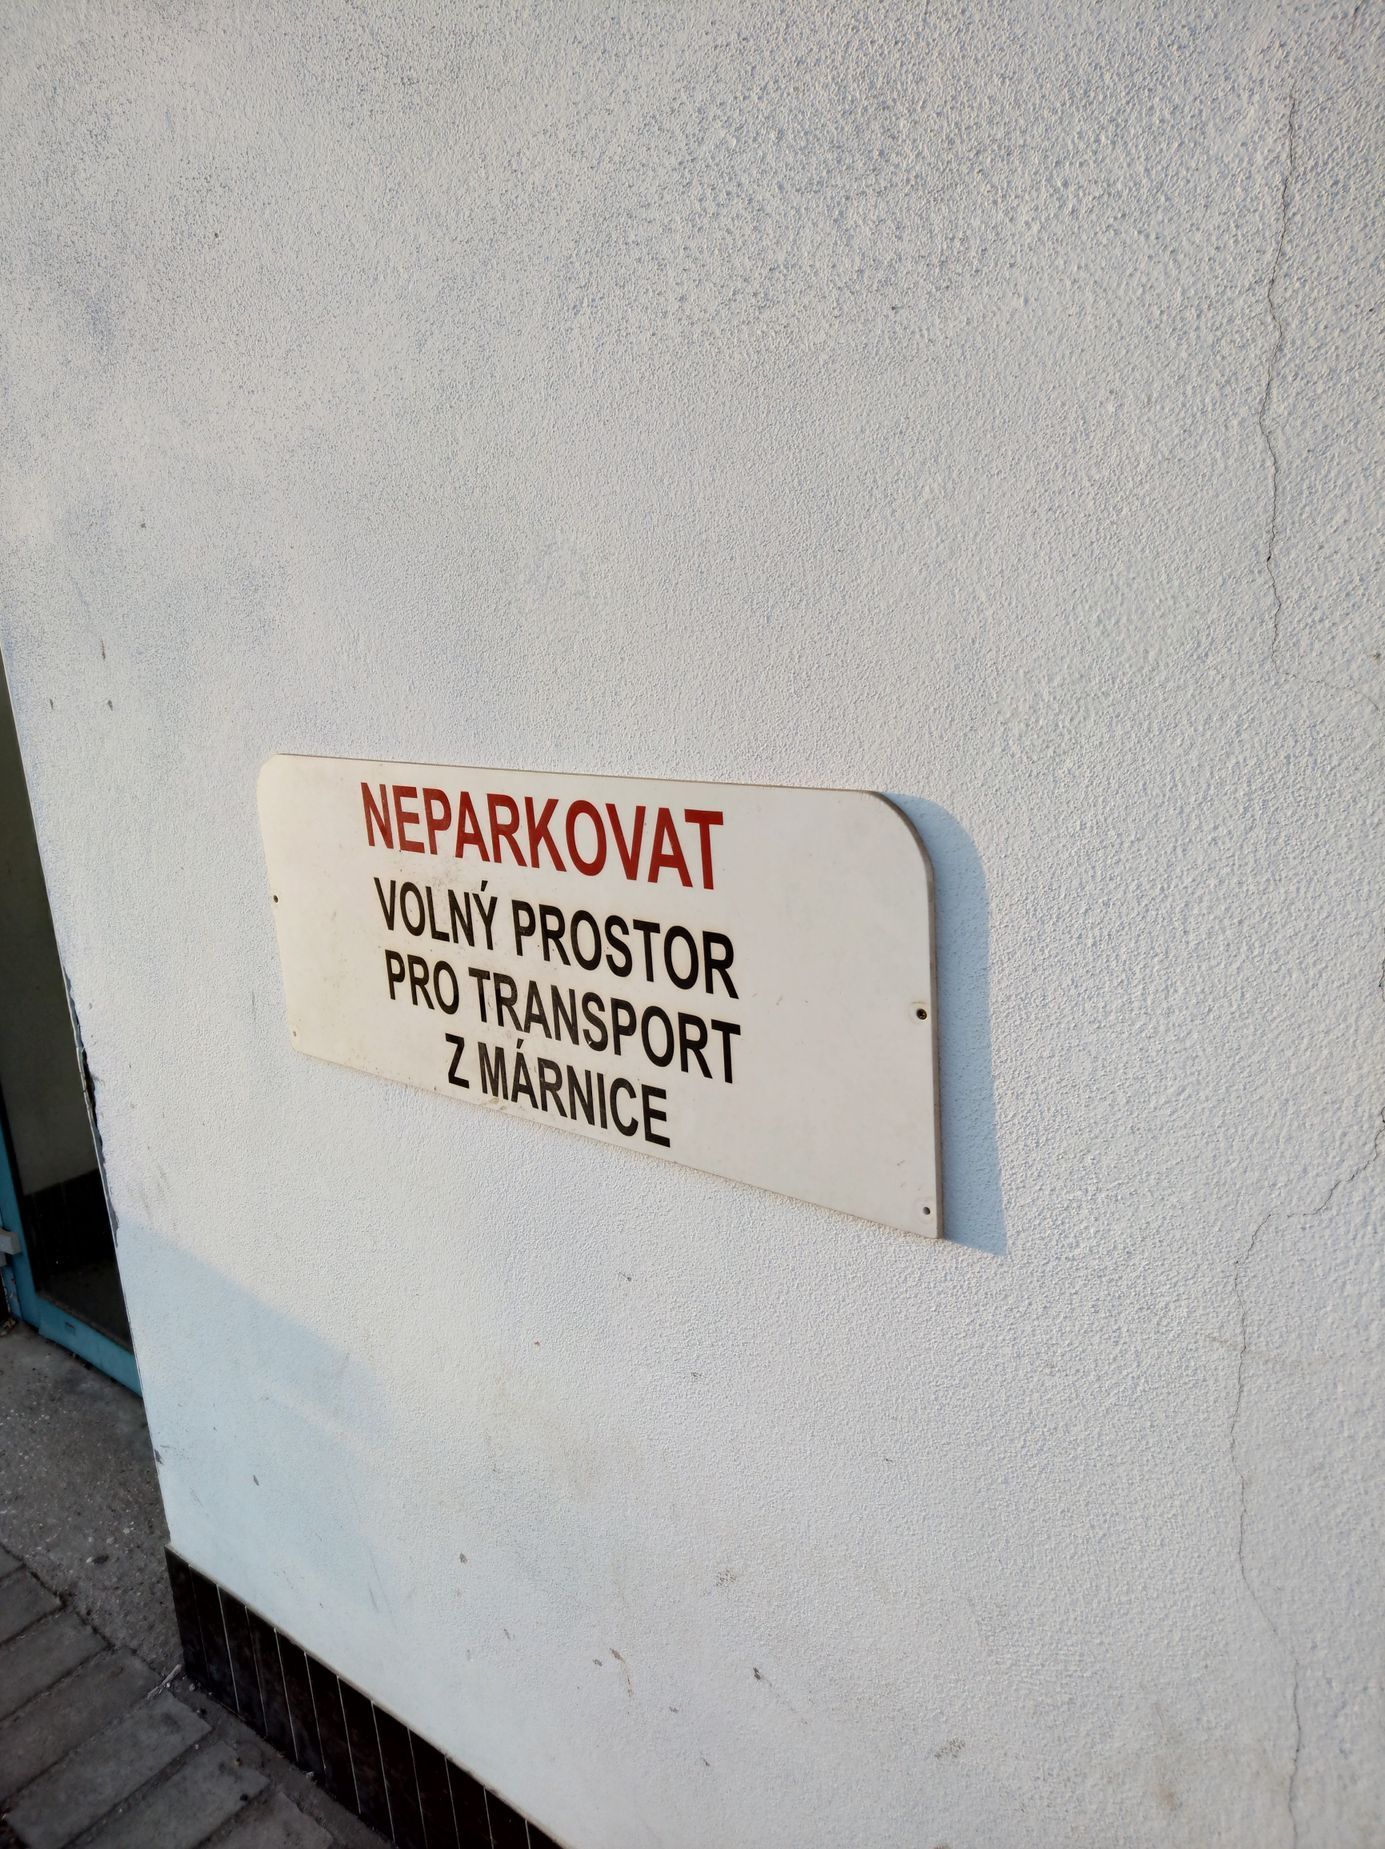 NEPARKOVAT
VOLNÝ PROSTOR
PRO TRANSPORT
Z MÁRNICE